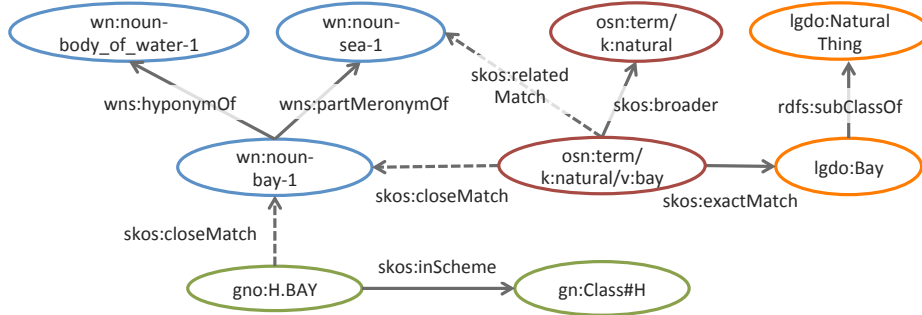 wn:noun-
body_of_water-1
wn:noun-
sea-1
osn:term/
k:natural
lgdo:Natural
Thing
skos:related
Match
wns:hyponymOf
wns:partMeronymOf
skos:broader
rdfs:subClassOf
wn:noun-
bay-1
osn:term/
k:natural/v:bay
lgdo:Bay
skos:closeMatch
skos:exactMatch
skos:closeMatch
skos:inScheme
gno:H.BAY
gn:Class#H